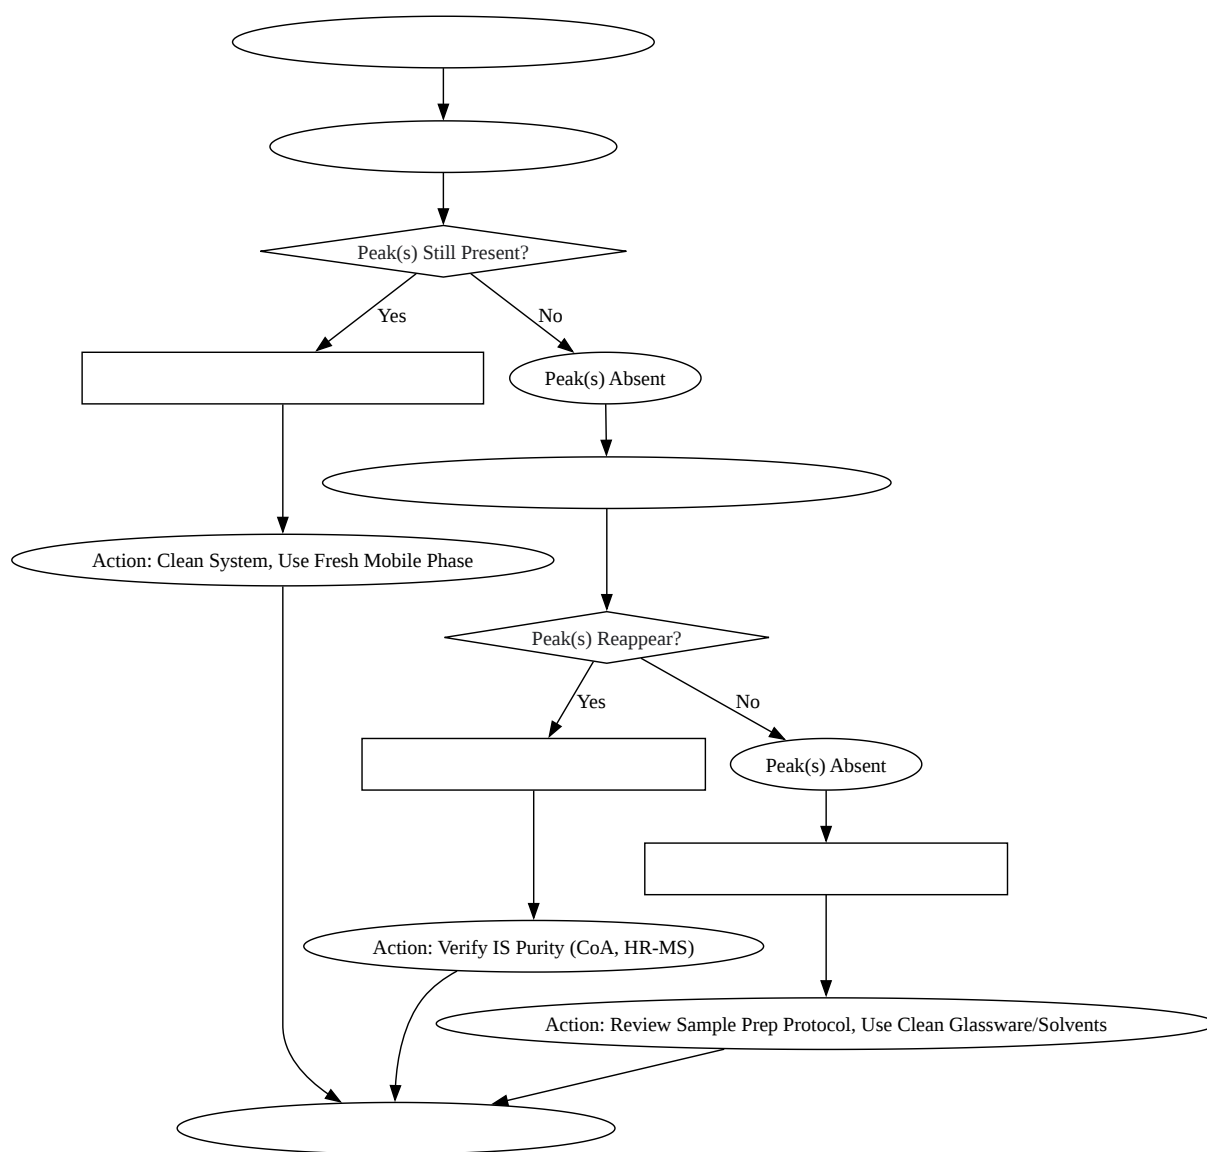 Peak(s) Still Present?
Yes
No
Peak(s) Absent
Action: Clean System, Use Fresh Mobile Phase
Peak(s) Reappear?
Yes
No
Peak(s) Absent
Action: Verify IS Purity (CoA, HR-MS)
Action: Review Sample Prep Protocol, Use Clean Glassware/Solvents